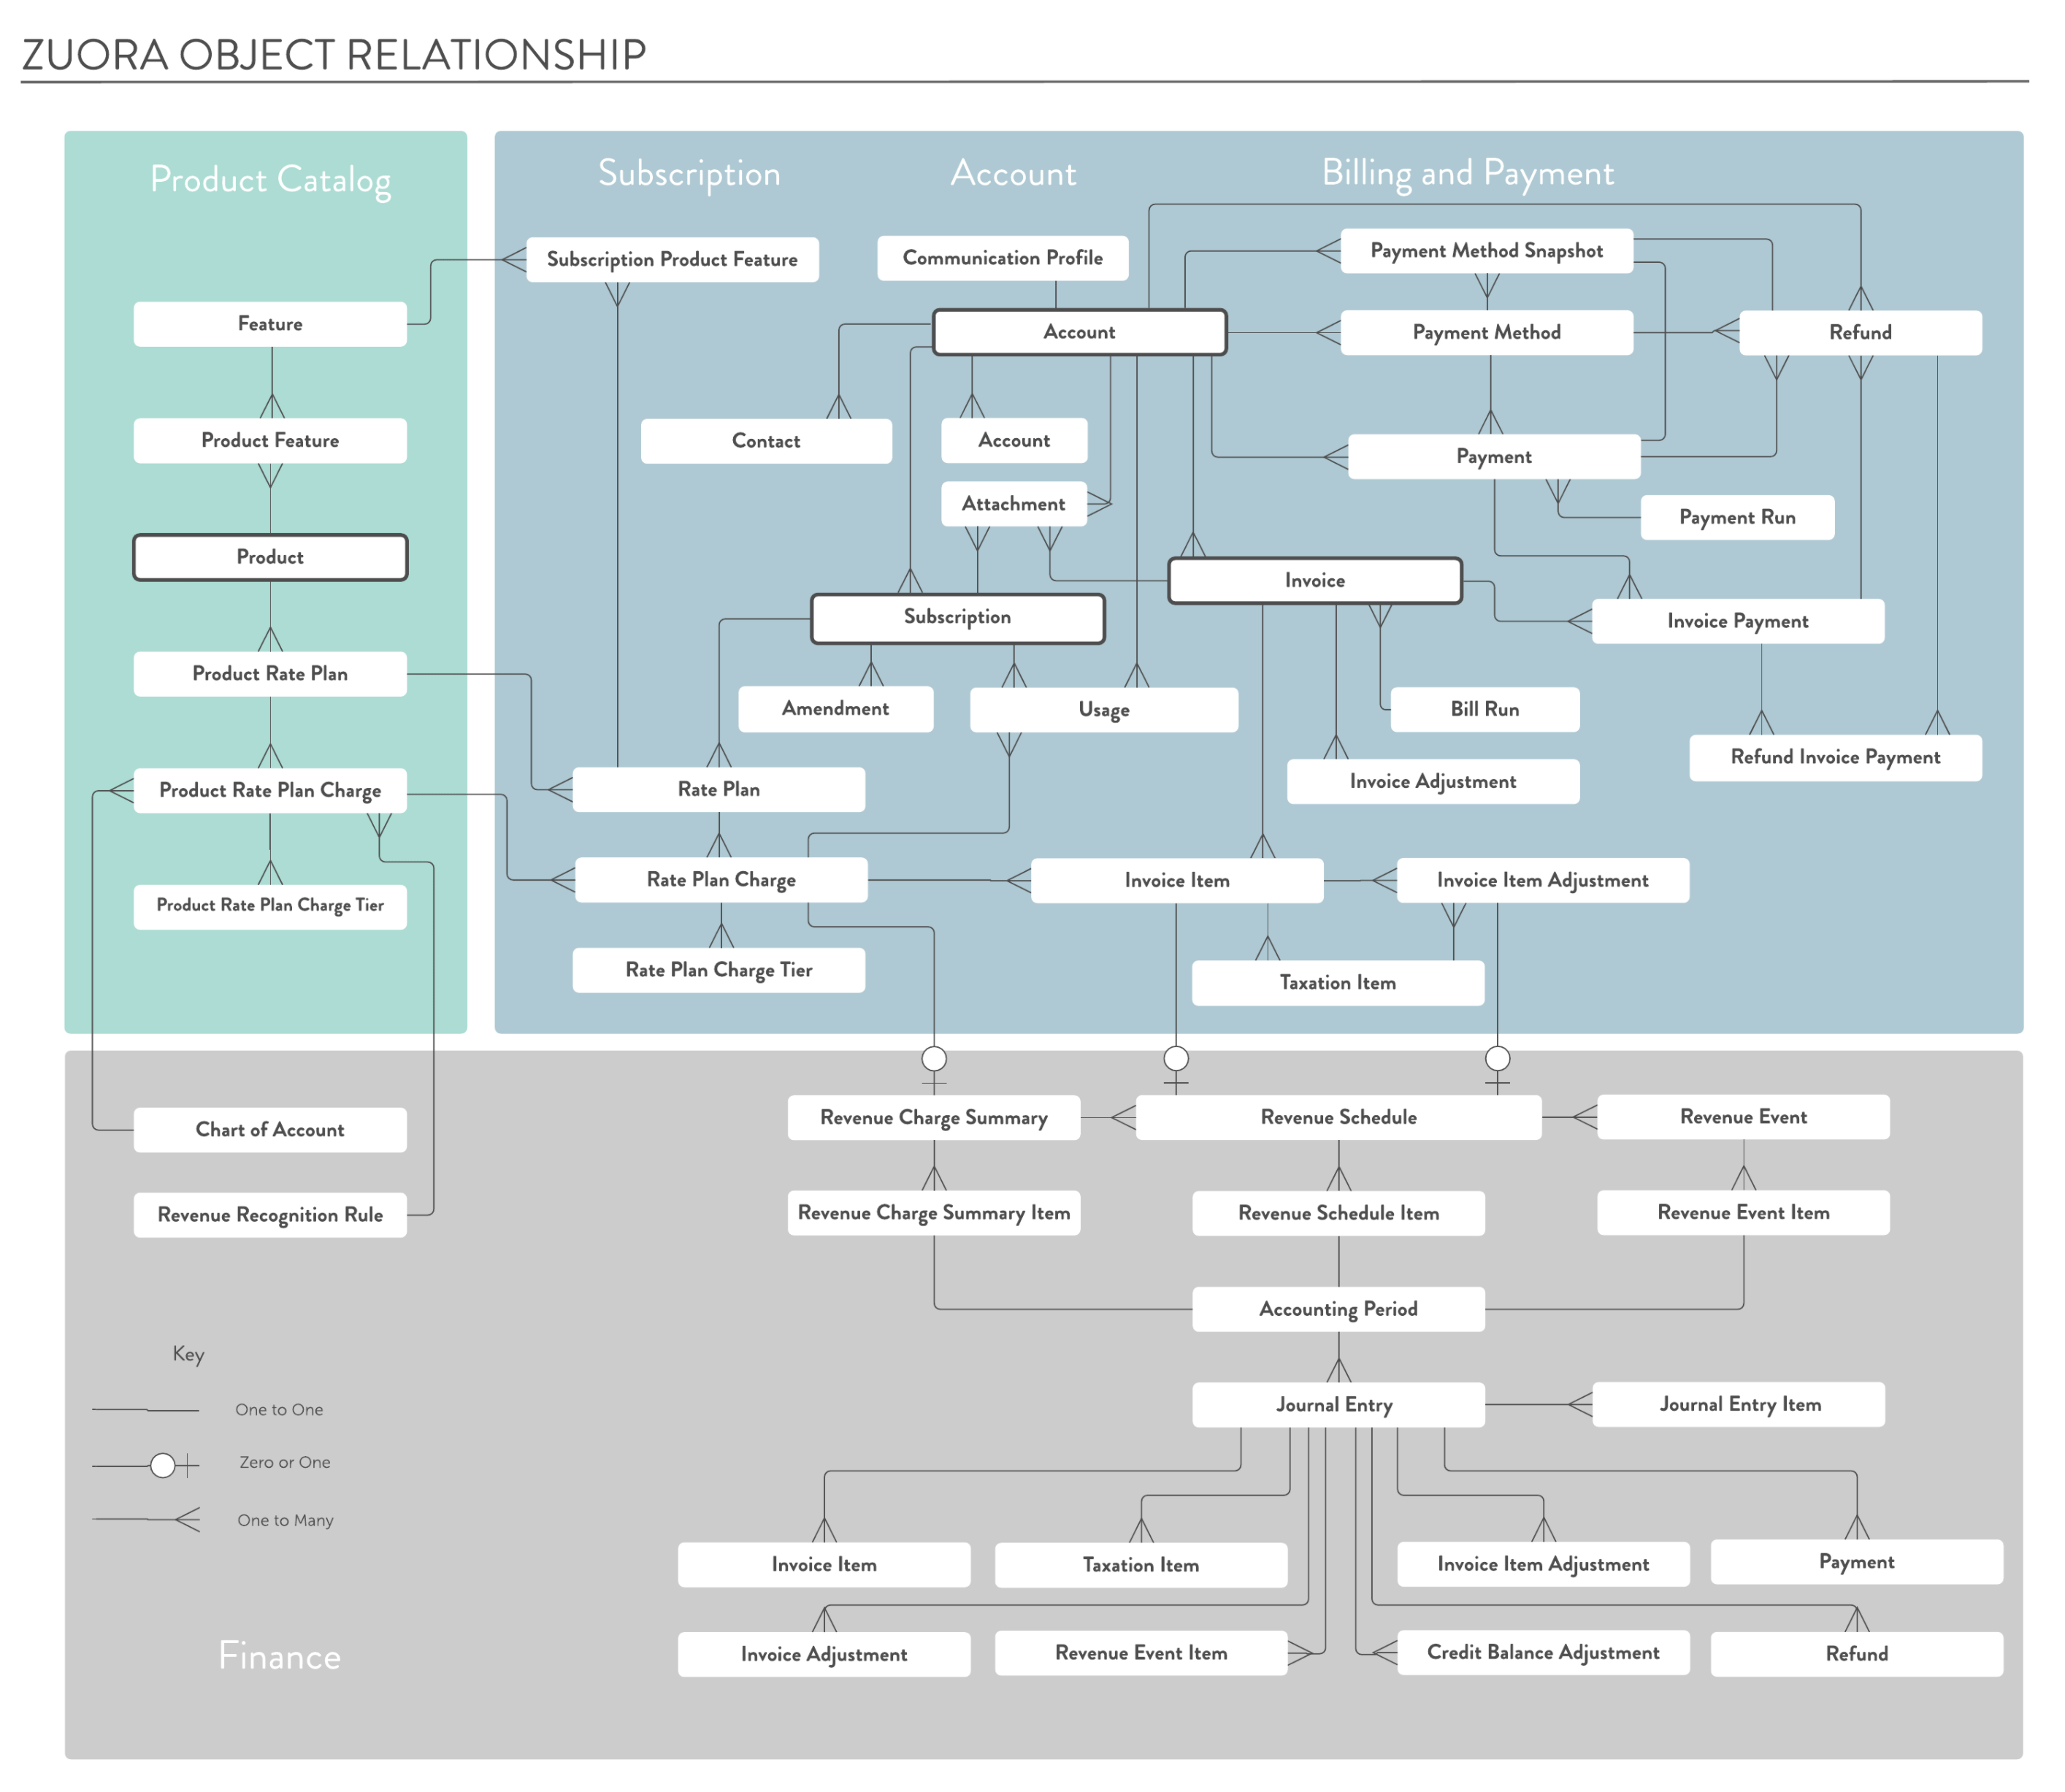 ZUORA OBJECT RELATIONSHIP
Product Catalog
Feature
Product Feature
Product
Product Rate Plan
Product Rate Plan Charge
Product Rate Plan Charge Tier
Subscription
Account
Billing and Payment
Subscription Product Feature
Communication Profile
Payment Method Snapshot
Account
Payment Method
Refund
Contact
Account
Payment
Attachment
Payment Run
Invoice
Subscription
Invoice Payment
Amendment
Usage
Bill Run
Refund Invoice Payment
Rate Plan
Invoice Adjustment
Rate Plan Charge
Invoice Item
Invoice Item Adjustment
Rate Plan Charge Tier
Taxation Item
Chart of Account
Revenue Recognition Rule
Revenue Charge Summary
Revenue Schedule
Revenue Event
Revenue Charge Summary Item
Revenue Schedule Item
Revenue Event Item
Accounting Period
Journal Entry
Journal Entry Item
Key
One to One
Zero or One
One to Many
Invoice Item
Taxation Item
Invoice Item Adjustment
Payment
Invoice Adjustment
Revenue Event Item
Credit Balance Adjustment
Refund
Finance